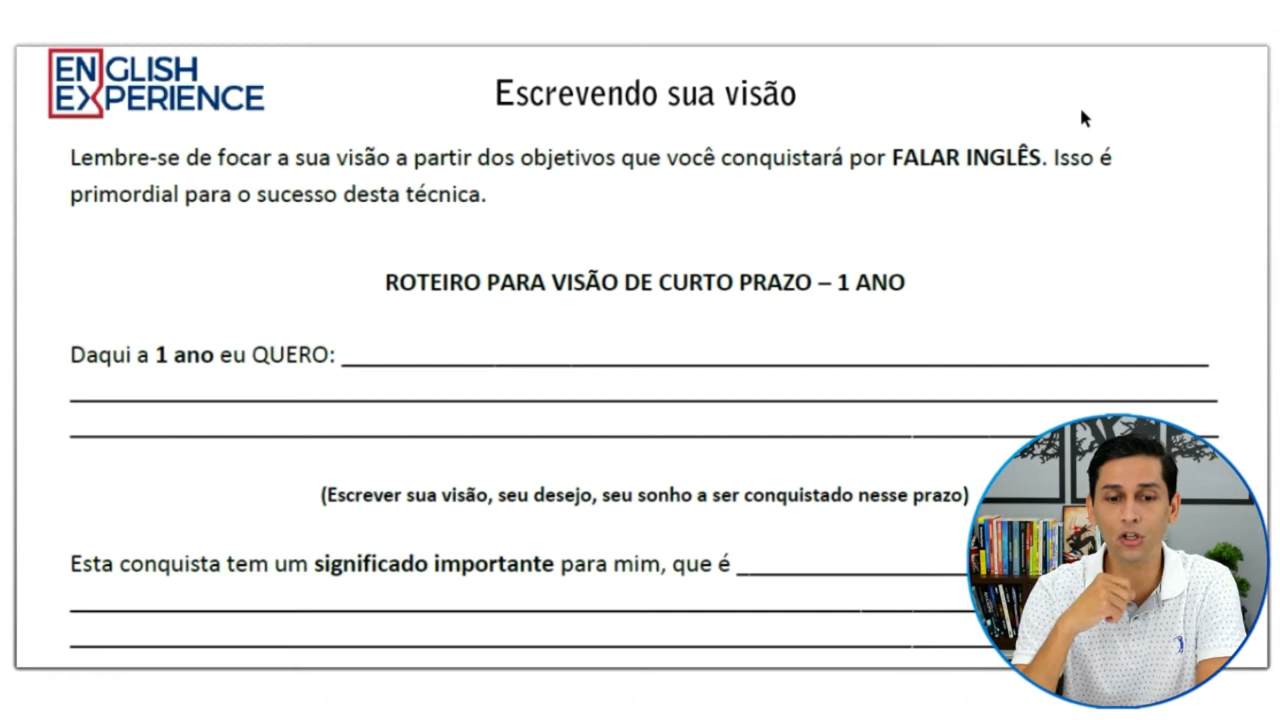 ENGLISH
EXPERIENCE
Escrevendo sua visão
Lembre-se de focar a sua visão a partir dos objetivos que você conquistará por FALAR INGLÊS. Isso é
primordial para o sucesso desta técnica.
ROTEIRO PARA VISÃO DE CURTO PRAZO – 1 ANO
Daqui a 1 ano eu QUERO:
(Escrever sua visão, seu desejo, seu sonho a ser conquistado nesse prazo)
Esta conquista tem um significado importante para mim, que é